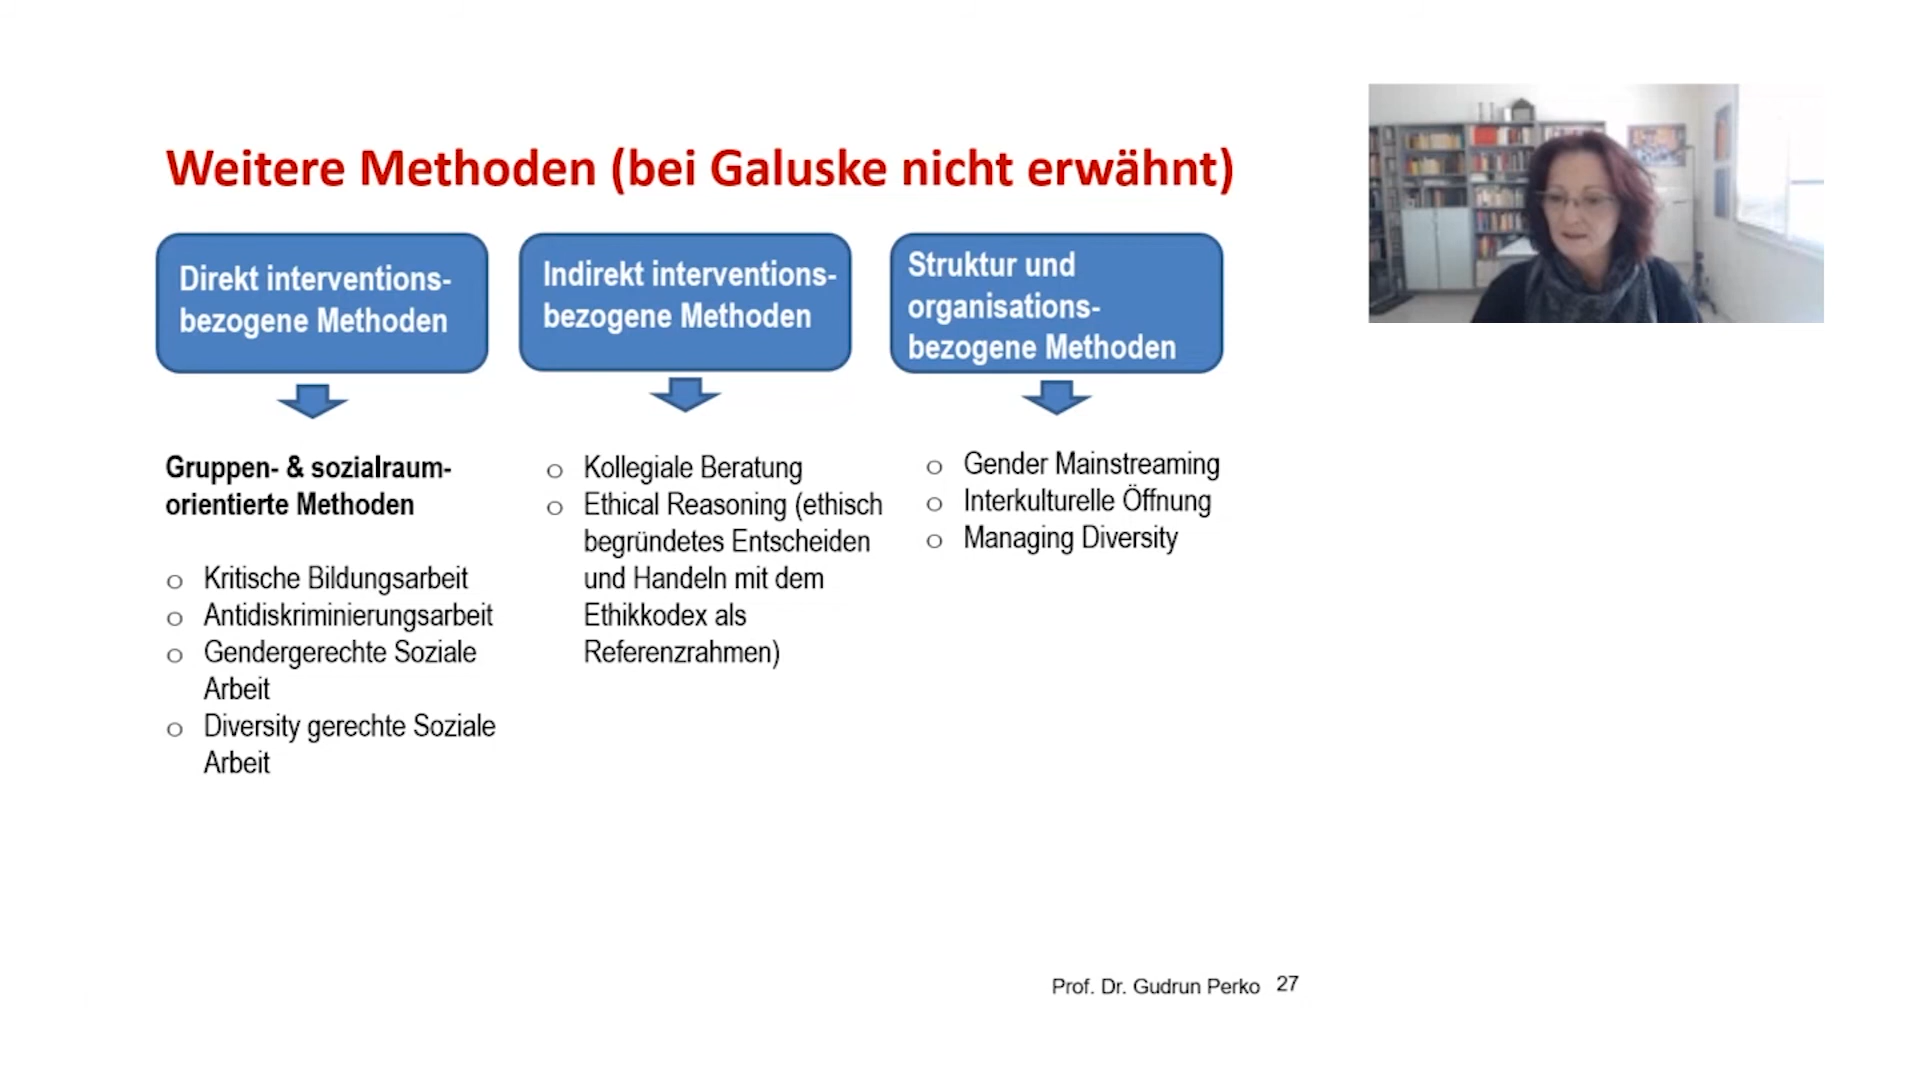 Weitere Methoden (bei Galuske nicht erwähnt)
Direkt interventions-
bezogene Methoden
Indirekt interventions-
bezogene Methoden
Struktur und
organisations-
bezogene Methoden
Gruppen- & sozialraum-
orientierte Methoden
o Kritische Bildungsarbeit
o Antidiskriminierungsarbeit
o Gendergerechte Soziale
Arbeit
o Diversity gerechte Soziale
Arbeit
o Kollegiale Beratung
o Ethical Reasoning (ethisch
begründetes Entscheiden
und Handeln mit dem
Ethikkodex als
Referenzrahmen)
o Gender Mainstreaming
o Interkulturelle Öffnung
o Managing Diversity
Prof. Dr. Gudrun Perko 27